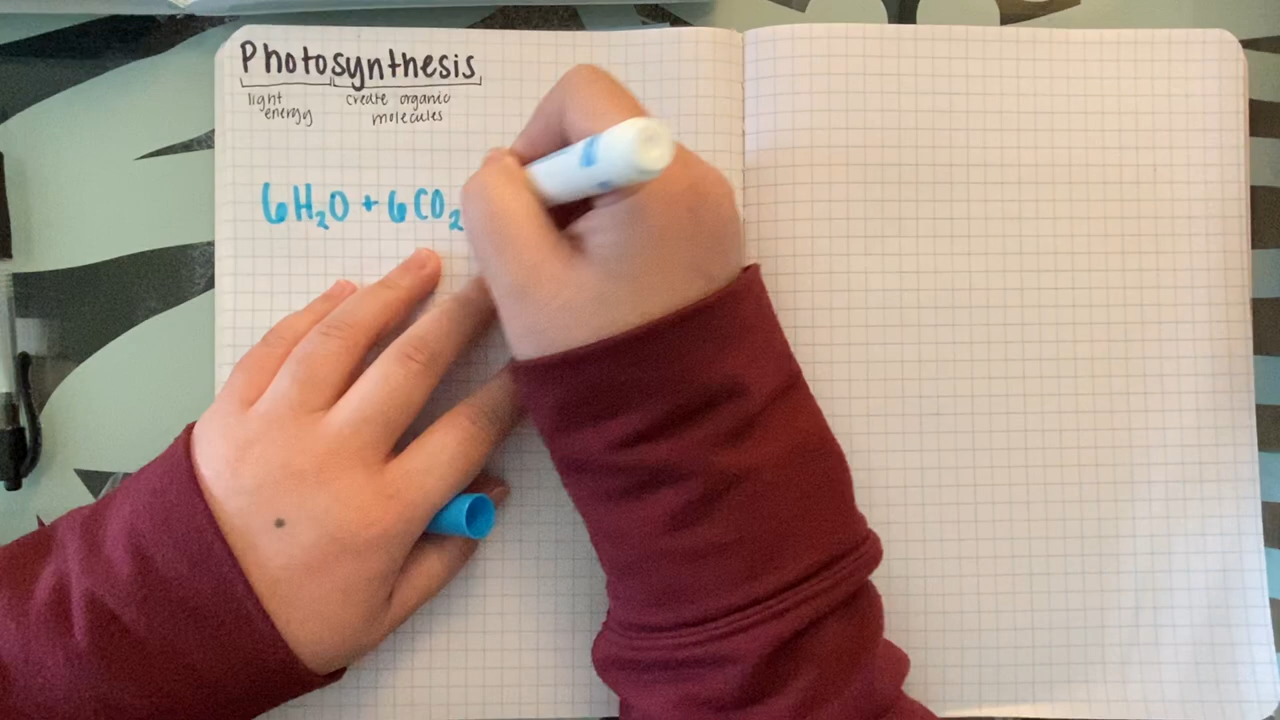 Photosynthesis
light create organic
energy molecules
6H₂O + 6CO₂